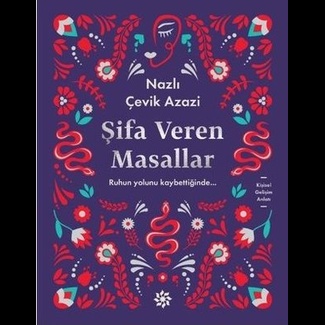 Nazlı
Çevik Azazi
Şifa Veren
Masallar
Ruhun yolunu kaybettiğinde...
Kişisel
Gelişim
Anlatı